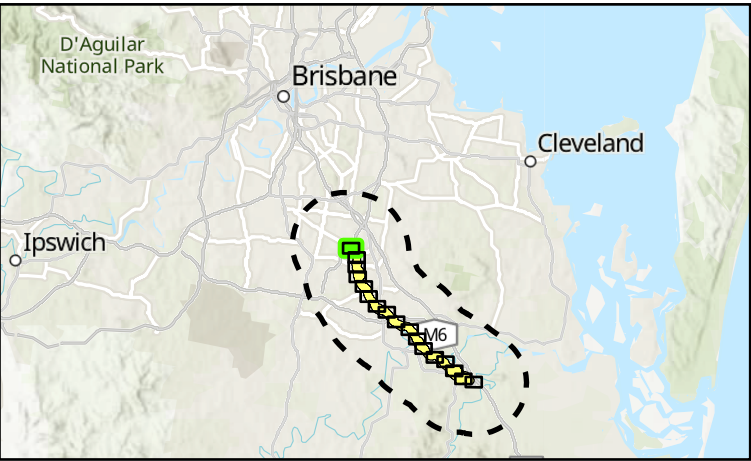 D'Aguilar
National Park
Brisbane
Cleveland
Ipswich
M6